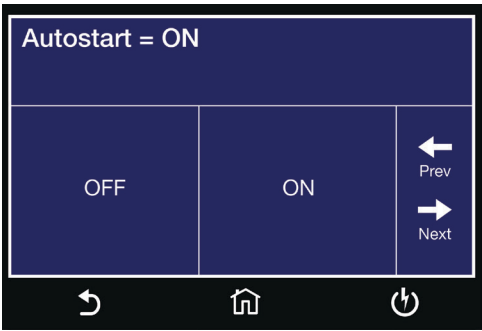 Autostart = ON
OFF
ON
Prev
Next